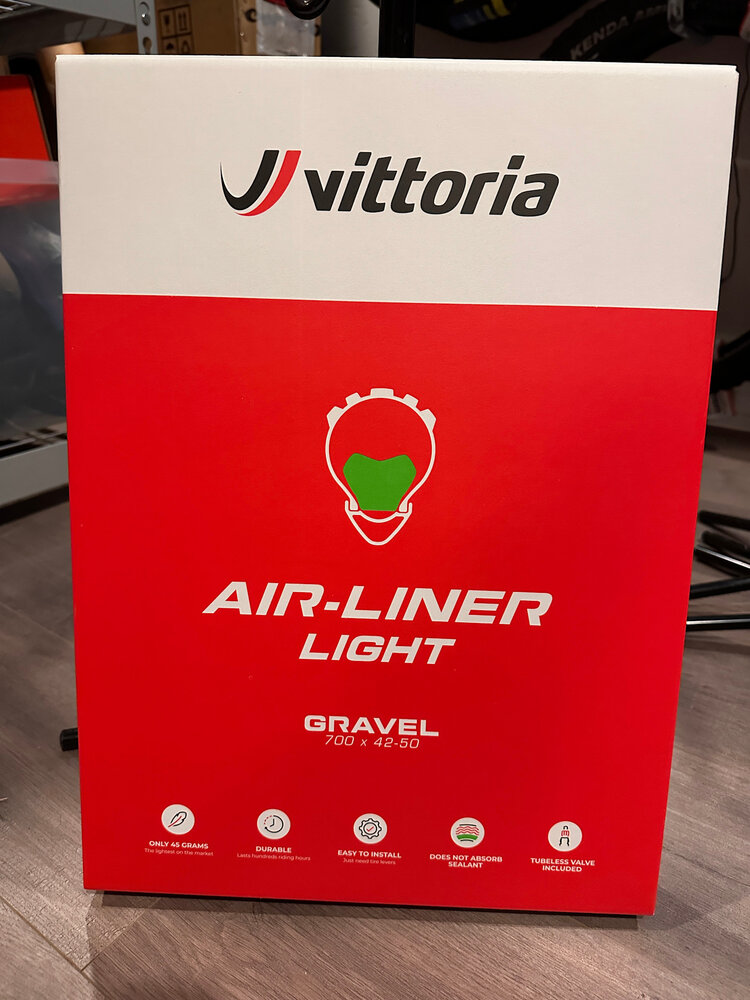 KENDA
vittoria
AIR-LINER
LIGHT
GRAVEL
700 x 42-50
ONLY 45 GRAMS
The lightest on the market
DURABLE
Lasts hundreds riding hours
EASY TO INSTALL
Just need tire levers
DOES NOT ABSORB
SEALANT
TUBELESS VALVE
INCLUDED